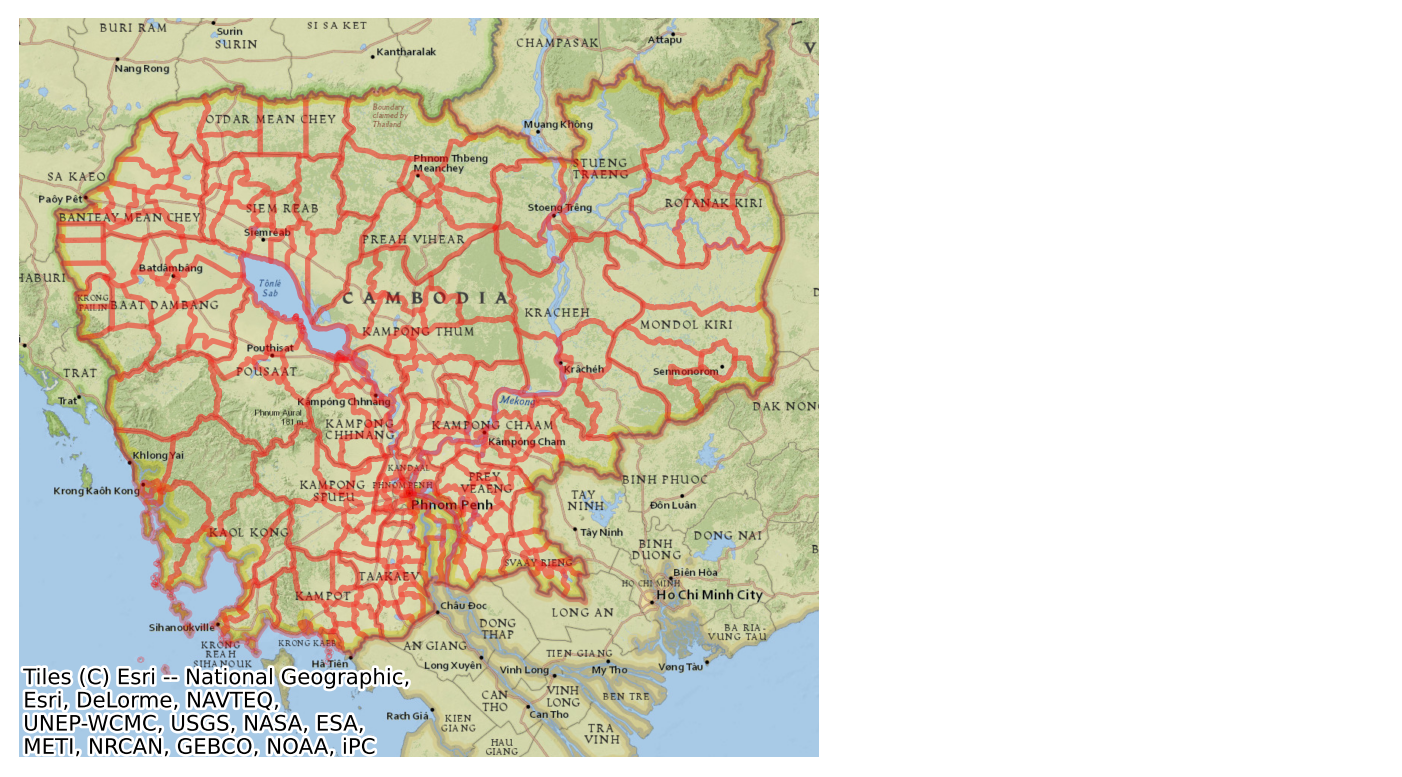 BURI RAM
Surin
SURIN
SI SA KET
Kantharalak
Nang Rong
CHAMPASAK
Attapu
V
Boundary
claimed by
Thailand
OTDAR MEAN CHEY
Muang Không
Phnom Thbeng
Meanchey
STUENG
TRAENG
SA KAEO
Paôy Pêt
BANTEAY MEAN CHEY
SIEM REAB
Siemreab
Stoeng Trêng
ROTANAK KIRI
PREAH VIHEAR
HABURI
Batdâmbâng
Tônlé
Sab
KRONG
PAILIN
BAAT DAMBANG
CAMBODIA
KRACHEH
KAMPONG THUM
MONDOL KIRI
Pouthisat
POUSAAT
TRAT
Trat
Krâchéh
Senmonorom
Kâmpóng Chhnăng
Phnum Aural
Mekong
DAK NONG
KAMPONG
CHHNANG
KAMPONG CHAAM
Kâmpóng Cham
Khlong Yai
KANDAAL
PHNOM PENH
PREY
VEAENG
BINH PHUOC
Krong Kaôh Kong
KAMPONG
SPUEU
Phnom Penh
TAY
NINH
Đôn Luân
KAOL KONG
Tây Ninh
BINH
DUONG
DONG NAI
B
SVAAY RIENG
TAAKAEV
Biên Hòa
HO CHI MINH
Ho Chi Minh City
KAMPOT
Châu Đoc
LONG AN
Sihanoukville
DONG
THAP
BA RIA-
VUNG TAU
KRONG
REAH
SIHANOUK
KRONG KAEB
Hà Tiên
AN GIANG
Long Xuyên
TIEN GIANG
Vinh Long
My Tho
Vøng Tàu
CAN
THO
VINH
LONG
BEN TRE
Rach Giá
KIEN
GIANG
Can Tho
TRA
VINH
HAU
GIANG
Tiles (C) Esri -- National Geographic,
Esri, DeLorme, NAVTEQ,
UNEP-WCMC, USGS, NASA, ESA,
METI, NRCAN, GEBCO, NOAA, iPC